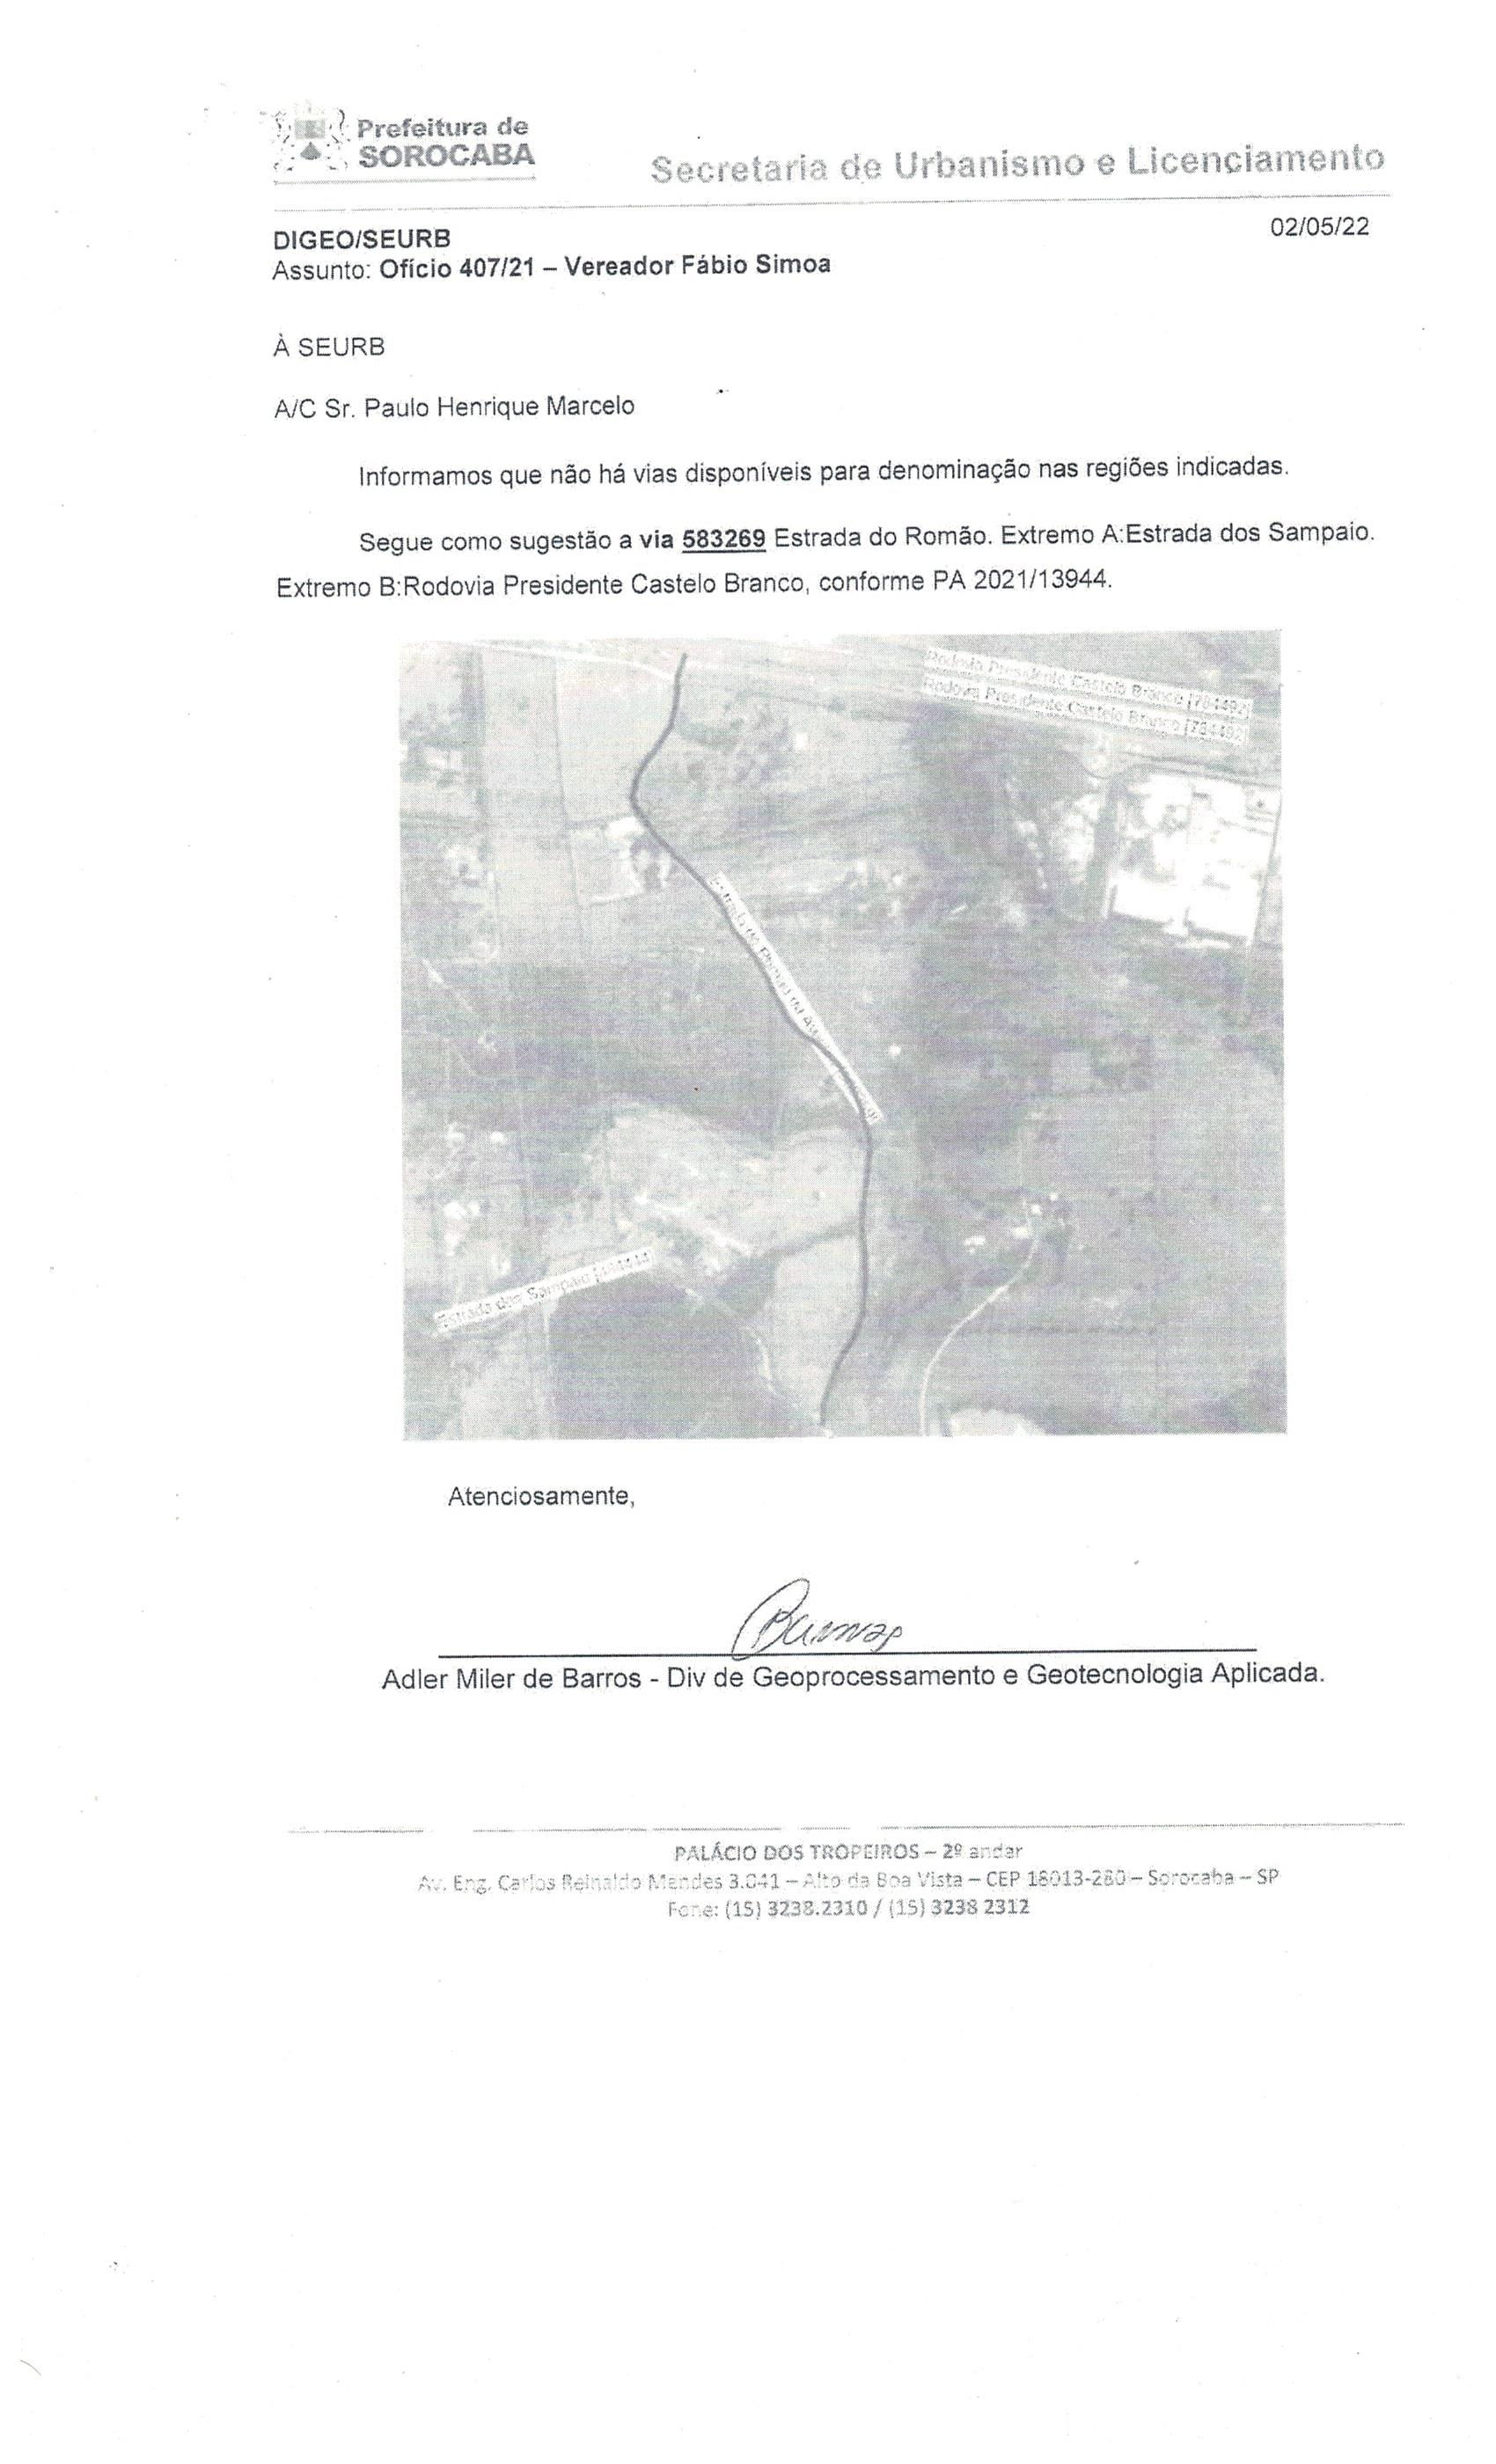 Prefeitura de
SOROCABA
Secretaria de Urbanismo e Licenciamento
DIGEO/SEURB
02/05/22
Assunto: Ofício 407/21 – Vereador Fábio Simoa
À SEURB
A/C Sr. Paulo Henrique Marcelo
Informamos que não há vias disponíveis para denominação nas regiões indicadas.
Segue como sugestão a via 583269 Estrada do Romão. Extremo A:Estrada dos Sampaio.
Extremo B:Rodovia Presidente Castelo Branco, conforme PA 2021/13944.
Rodovia Presidente Castelo Branco [784492]
Rodovia Presidente Castelo Branco [784492]
Estrada do
Estrada dos Sampaio
Atenciosamente,
Adler Miler de Barros - Div de Geoprocessamento e Geotecnologia Aplicada.
PALÁCIO DOS TROPEIROS – 2º andar
Av. Eng. Carlos Reinaldo Mendes 3.041 – Alto da Boa Vista – CEP 18013-280 – Sorocaba – SP
Fone: (15) 3238.2310 / (15) 3238 2312